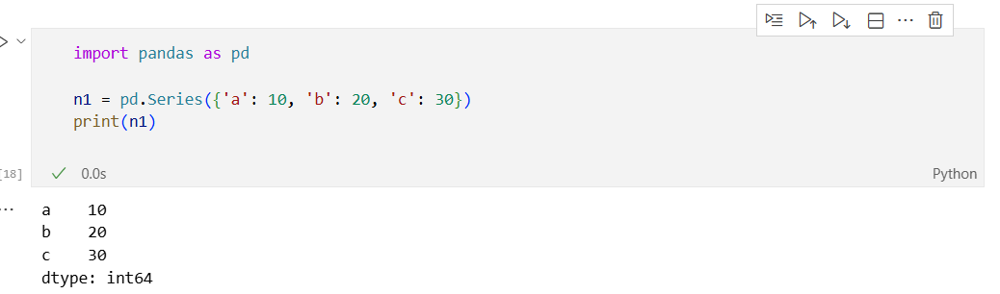 import pandas as pd
n1 = pd.Series({'a': 10, 'b': 20, 'c': 30})
print(n1)
[18]
0.0s
Python
a    10
b    20
c    30
dtype: int64